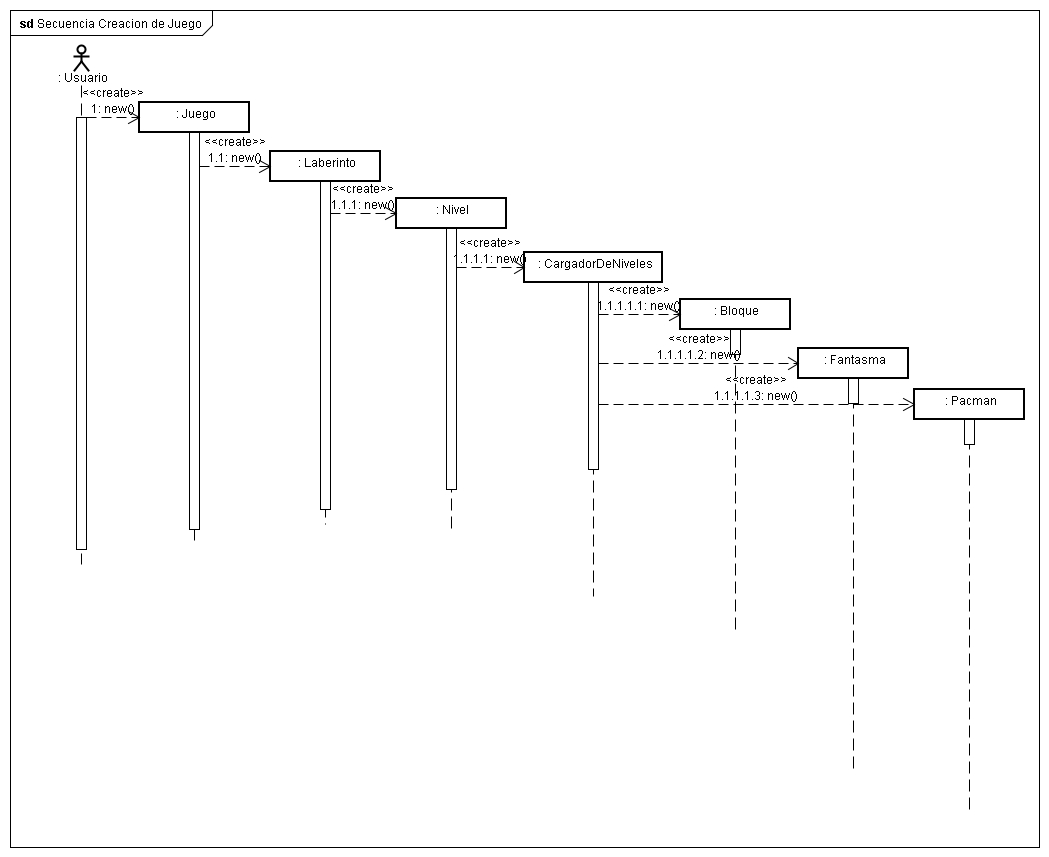 sd Secuencia Creacion de Juego
: Usuario
<<create>>
1: new()
: Juego
<<create>>
1.1: new()
: Laberinto
<<create>>
1.1.1: new()
: Nivel
<<create>>
1.1.1.1: new()
: CargadorDeNiveles
<<create>>
1.1.1.1.1: new()
: Bloque
<<create>>
1.1.1.1.2: new()
: Fantasma
<<create>>
1.1.1.1.3: new()
: Pacman